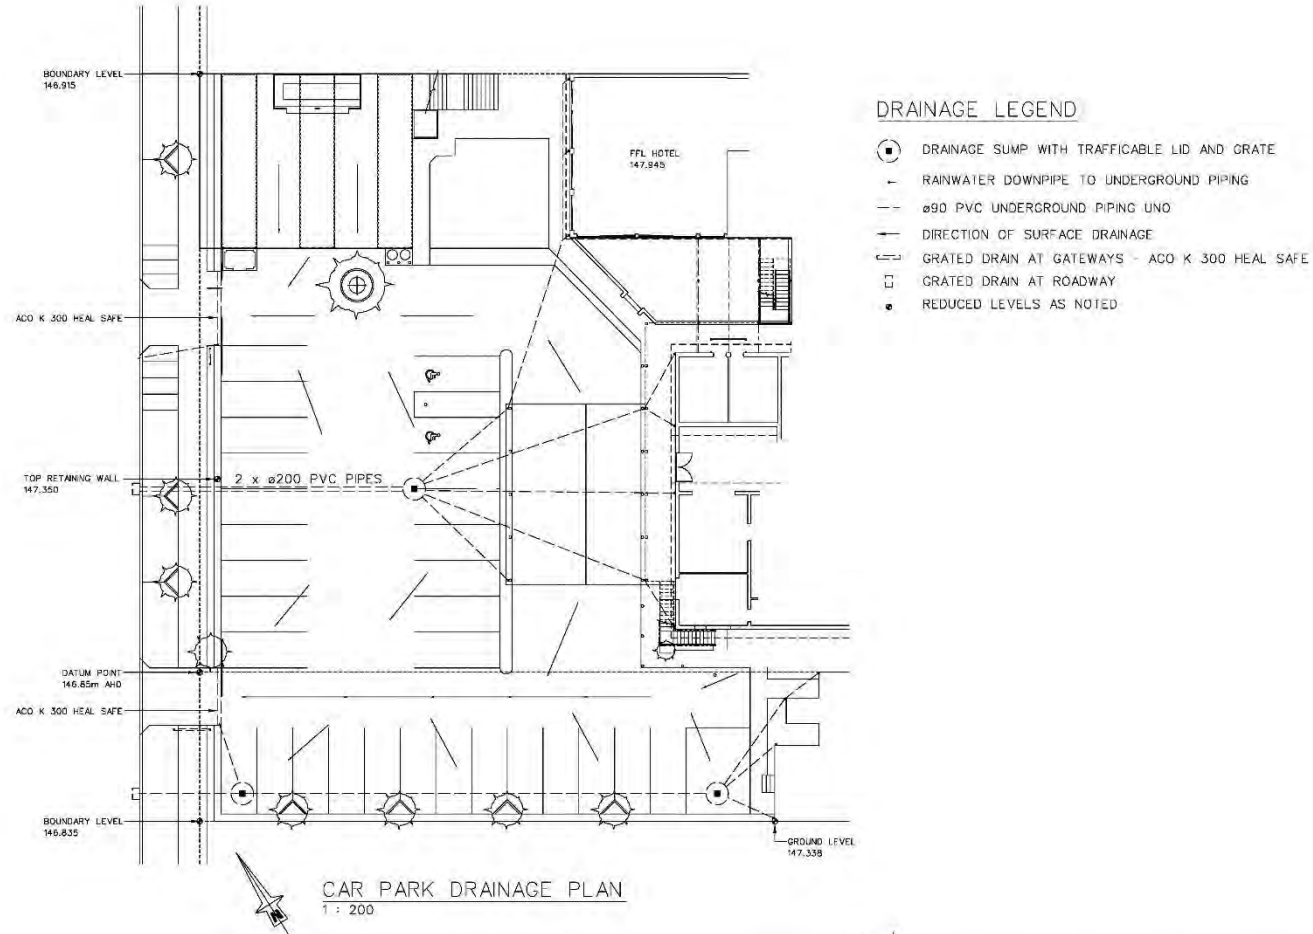 BOUNDARY LEVEL
146.915
FFL HOTEL
147.945
ACO K 300 HEAL SAFE
TOP RETAINING WALL
147.350
2 x ø200 PVC PIPES
DATUM POINT
146.85m AHD
ACO K 300 HEAL SAFE
BOUNDARY LEVEL
146.835
GROUND LEVEL
147.338
N
CAR PARK DRAINAGE PLAN
1 : 200
DRAINAGE LEGEND
DRAINAGE SUMP WITH TRAFFICABLE LID AND GRATE
RAINWATER DOWNPIPE TO UNDERGROUND PIPING
ø90 PVC UNDERGROUND PIPING UNO
DIRECTION OF SURFACE DRAINAGE
GRATED DRAIN AT GATEWAYS - ACO K 300 HEAL SAFE
GRATED DRAIN AT ROADWAY
REDUCED LEVELS AS NOTED